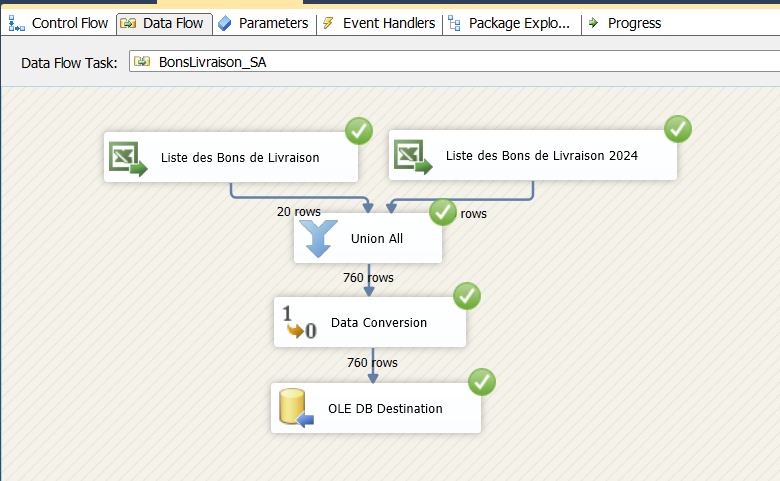 Control Flow
Data Flow
Parameters
Event Handlers
Package Explo...
Progress
Data Flow Task:
BonsLivraison_SA
Liste des Bons de Livraison
Liste des Bons de Livraison 2024
20 rows
rows
Union All
760 rows
1
0
Data Conversion
760 rows
OLE DB Destination